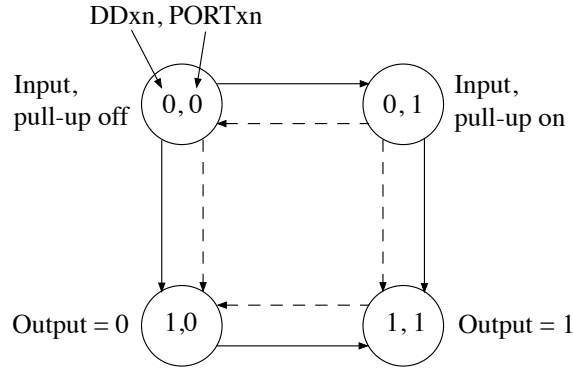 DDxn, PORTxn
Input,
pull-up off
0, 0
0, 1
Input,
pull-up on
Output = 0
1,0
1, 1
Output = 1